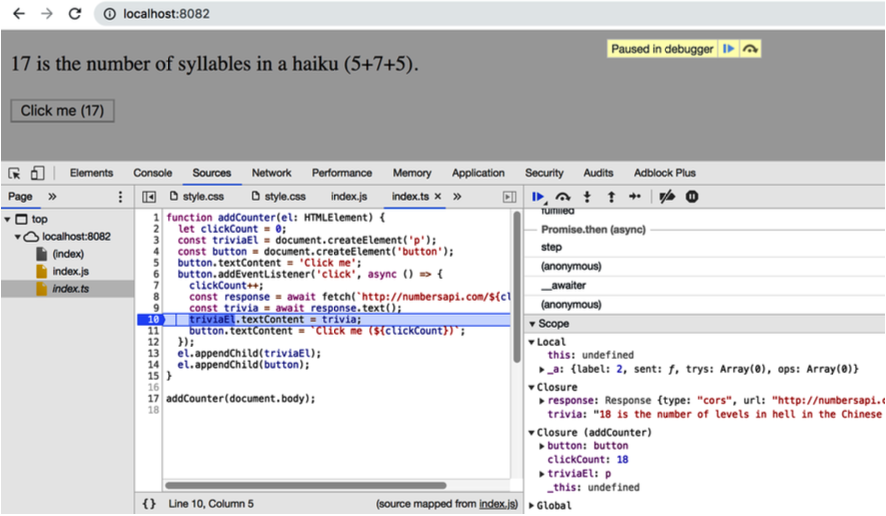 localhost:8082
17 is the number of syllables in a haiku (5+7+5).
Paused in debugger
Click me (17)
Elements Console Sources Network Performance Memory Application Security Audits Adblock Plus
Page » style.css style.css index.js index.ts × »
top
localhost:8082
(index)
index.js
index.ts
1 function addCounter(el: HTMLElement) {
2 let clickCount = 0;
3 const triviaEl = document.createElement('p');
4 const button = document.createElement('button');
5 button.textContent = 'Click me';
6 button.addEventListener('click', async () => {
7 clickCount++;
8 const response = await fetch(`http://numbersapi.com/${cl
9 const trivia = await response.text();
10 triviaEl.textContent = trivia;
11 button.textContent = `Click me (${clickCount})`;
12 });
13 el.appendChild(triviaEl);
14 el.appendChild(button);
15 }
16
17 addCounter(document.body);
18
{} Line 10, Column 5 (source mapped from index.js)
fulfilled
Promise.then (async)
step
(anonymous)
__awaiter
(anonymous)
Scope
Local
this: undefined
_a: {label: 2, sent: ƒ, trys: Array(0), ops: Array(0)}
Closure
response: Response {type: "cors", url: "http://numbersapi.c
trivia: "18 is the number of levels in hell in the Chinese
Closure (addCounter)
button: button
clickCount: 18
triviaEl: p
_this: undefined
Global